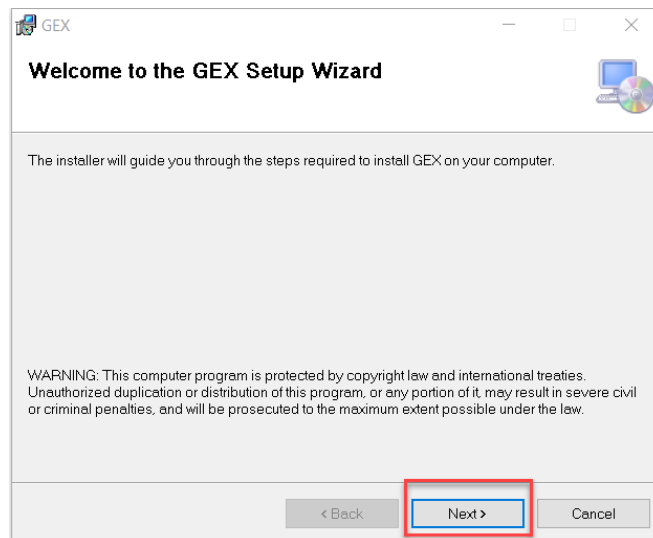 GEX
Welcome to the GEX Setup Wizard
The installer will guide you through the steps required to install GEX on your computer.
WARNING: This computer program is protected by copyright law and international treaties.
Unauthorized duplication or distribution of this program, or any portion of it, may result in severe civil
or criminal penalties, and will be prosecuted to the maximum extent possible under the law.
< Back
Next >
Cancel